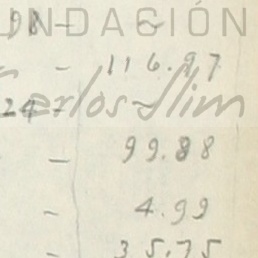 98 - ~
FUNDACIÓN
- 116.97
Carlos Slim
24 - ~
- 99.88
- 4.99
- 35.75